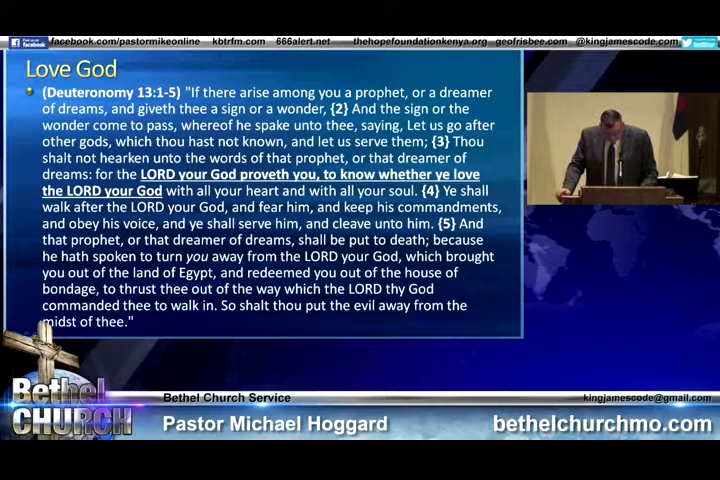 Find us on facebook facebook.com/pastormikeonline kbtrfm.com 666alert.net thehopefoundationkenya.org geofrisbee.com @kingjamescode.com twitter
Love God
(Deuteronomy 13:1-5) "If there arise among you a prophet, or a dreamer
of dreams, and giveth thee a sign or a wonder, {2} And the sign or the
wonder come to pass, whereof he spake unto thee, saying, Let us go after
other gods, which thou hast not known, and let us serve them; {3} Thou
shalt not hearken unto the words of that prophet, or that dreamer of
dreams: for the LORD your God proveth you, to know whether ye love
the LORD your God with all your heart and with all your soul. {4} Ye shall
walk after the LORD your God, and fear him, and keep his commandments,
and obey his voice, and ye shall serve him, and cleave unto him. {5} And
that prophet, or that dreamer of dreams, shall be put to death; because
he hath spoken to turn you away from the LORD your God, which brought
you out of the land of Egypt, and redeemed you out of the house of
bondage, to thrust thee out of the way which the LORD thy God
commanded thee to walk in. So shalt thou put the evil away from the
midst of thee."
Bethel
CHURCH
Bethel Church Service kingjamescode@gmail.com
Pastor Michael Hoggard bethelchurchmo.com